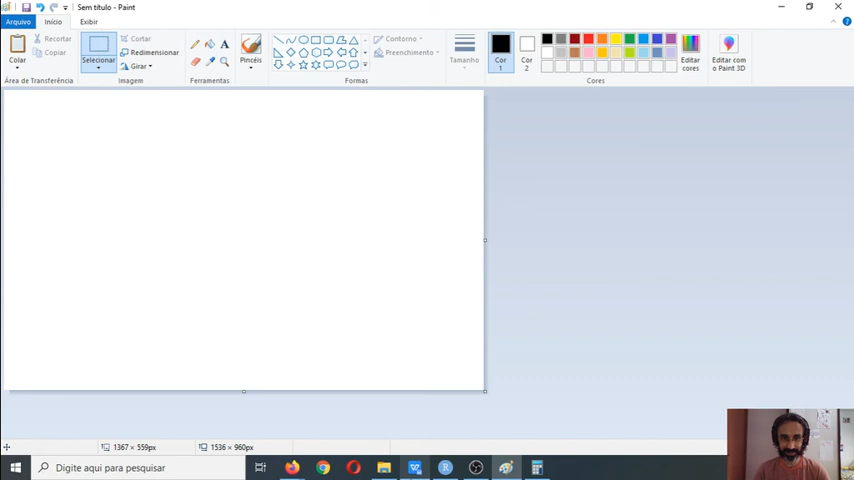 Sem título - Paint
Arquivo Início Exibir
Colar
Recortar
Copiar
Área de Transferência
Selecionar
Cortar
Redimensionar
Girar
Imagem
A
Ferramentas
Pincéis
Contorno
Preenchimento
Formas
Tamanho
Cor
1
Cor
2
Editar
cores
Cores
Editar com
o Paint 3D
1367 × 559px
1536 × 960px
Digite aqui para pesquisar